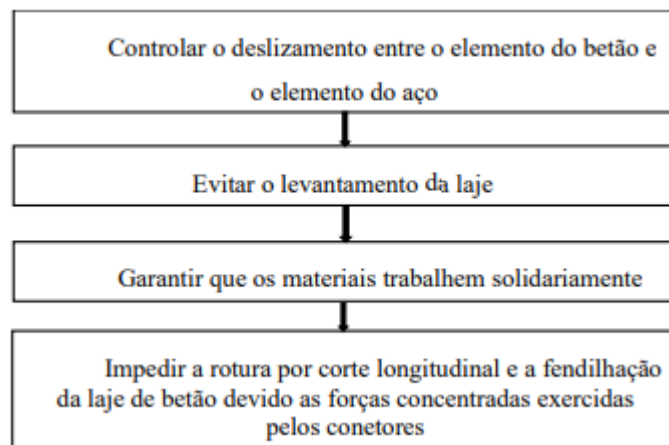 Controlar o deslizamento entre o elemento do betão e
o elemento do aço
Evitar o levantamento da laje
Garantir que os materiais trabalhem solidariamente
Impedir a rotura por corte longitudinal e a fendilhação
da laje de betão devido as forças concentradas exercidas
pelos conetores